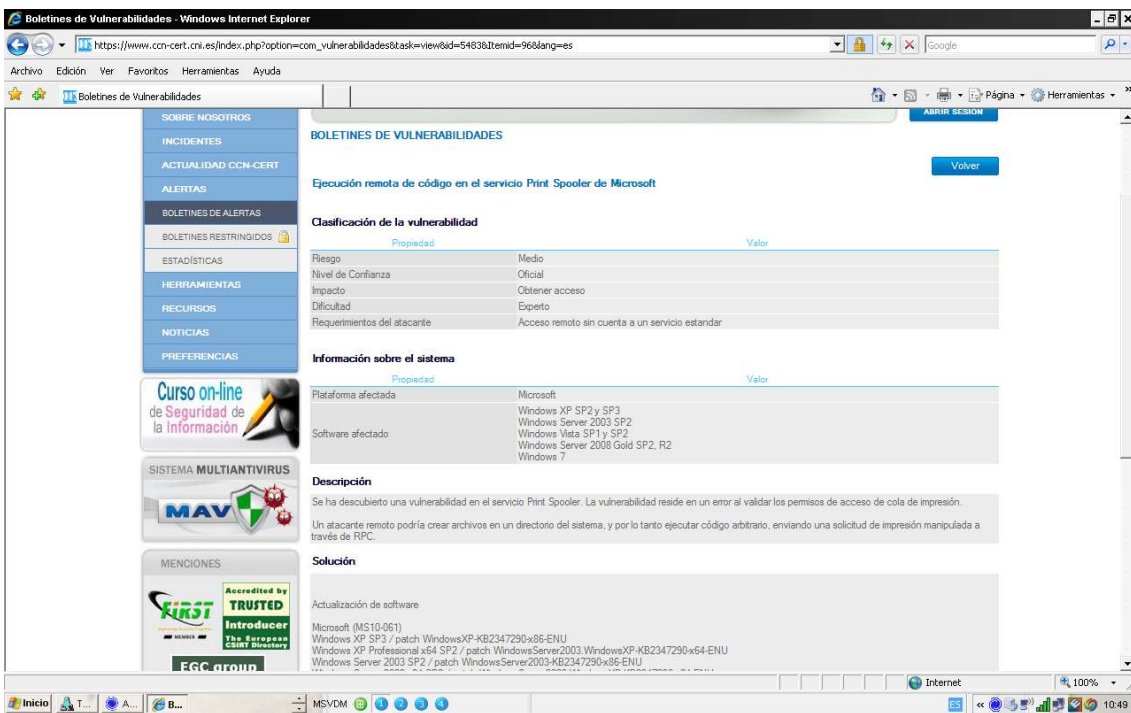 Boletines de Vulnerabilidades - Windows Internet Explorer
https://www.ccn-cert.cni.es/index.php?option=com_vulnerabilidades&task=view&id=5483&Itemid=96&lang=es
Google
Archivo Edición Ver Favoritos Herramientas Ayuda
Boletines de Vulnerabilidades
Página Herramientas
SOBRE NOSOTROS
INCIDENTES
ACTUALIDAD CCN-CERT
ALERTAS
BOLETINES DE ALERTAS
BOLETINES RESTRINGIDOS
ESTADÍSTICAS
HERRAMIENTAS
RECURSOS
NOTICIAS
PREFERENCIAS
Curso on-line
de Seguridad de
la Información
SISTEMA MULTIANTIVIRUS
MAV
MENCIONES
FIRST
MEMBER
Accredited by
TRUSTED
Introducer
The European
CSIRT Directory
EGC group
ABRIR SESIÓN
BOLETINES DE VULNERABILIDADES
Volver
Ejecución remota de código en el servicio Print Spooler de Microsoft
Clasificación de la vulnerabilidad
Propiedad Valor
Riesgo Medio
Nivel de Confianza Oficial
Impacto Obtener acceso
Dificultad Experto
Requerimientos del atacante Acceso remoto sin cuenta a un servicio estandar
Información sobre el sistema
Propiedad Valor
Plataforma afectada Microsoft
Software afectado
Windows XP SP2 y SP3
Windows Server 2003 SP2
Windows Vista SP1 y SP2
Windows Server 2008 Gold SP2, R2
Windows 7
Descripción
Se ha descubierto una vulnerabilidad en el servicio Print Spooler. La vulnerabilidad reside en un error al validar los permisos de acceso de cola de impresión.
Un atacante remoto podría crear archivos en un directorio del sistema, y por lo tanto ejecutar código arbitrario, enviando una solicitud de impresión manipulada a
través de RPC.
Solución
Actualización de software
Microsoft (MS10-061)
Windows XP SP3 / patch WindowsXP-KB2347290-x86-ENU
Windows XP Professional x64 SP2 / patch WindowsServer2003.WindowsXP-KB2347290-x64-ENU
Windows Server 2003 SP2 / patch WindowsServer2003-KB2347290-x86-ENU
Internet 100%
Inicio T... A... B... MSVDM 1 2 3 4 ES 10:49